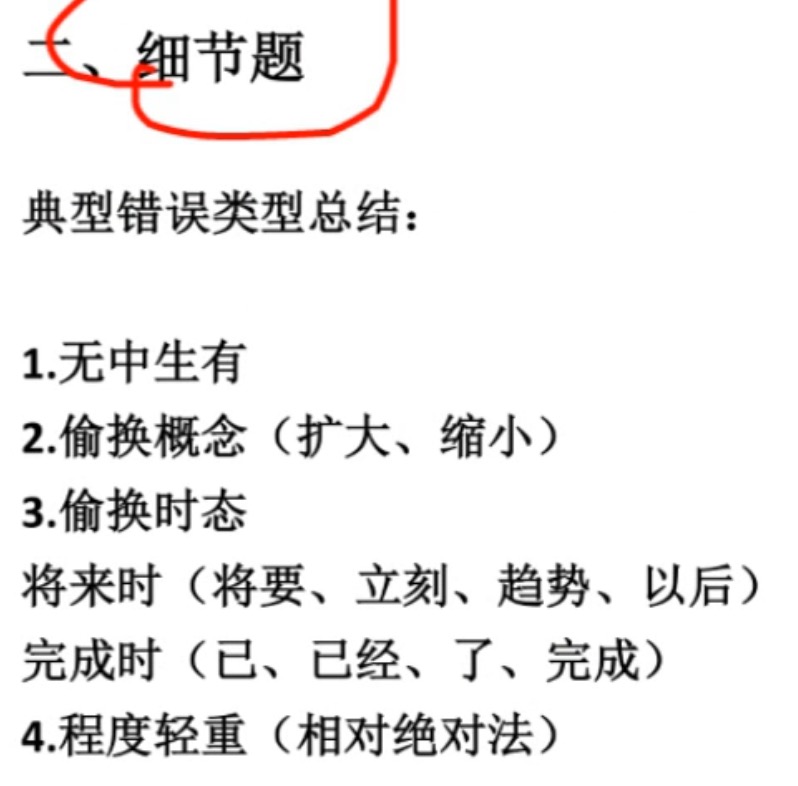 二、细节题
典型错误类型总结：
1.无中生有
2.偷换概念（扩大、缩小）
3.偷换时态
将来时（将要、立刻、趋势、以后）
完成时（已、已经、了、完成）
4.程度轻重（相对绝对法）